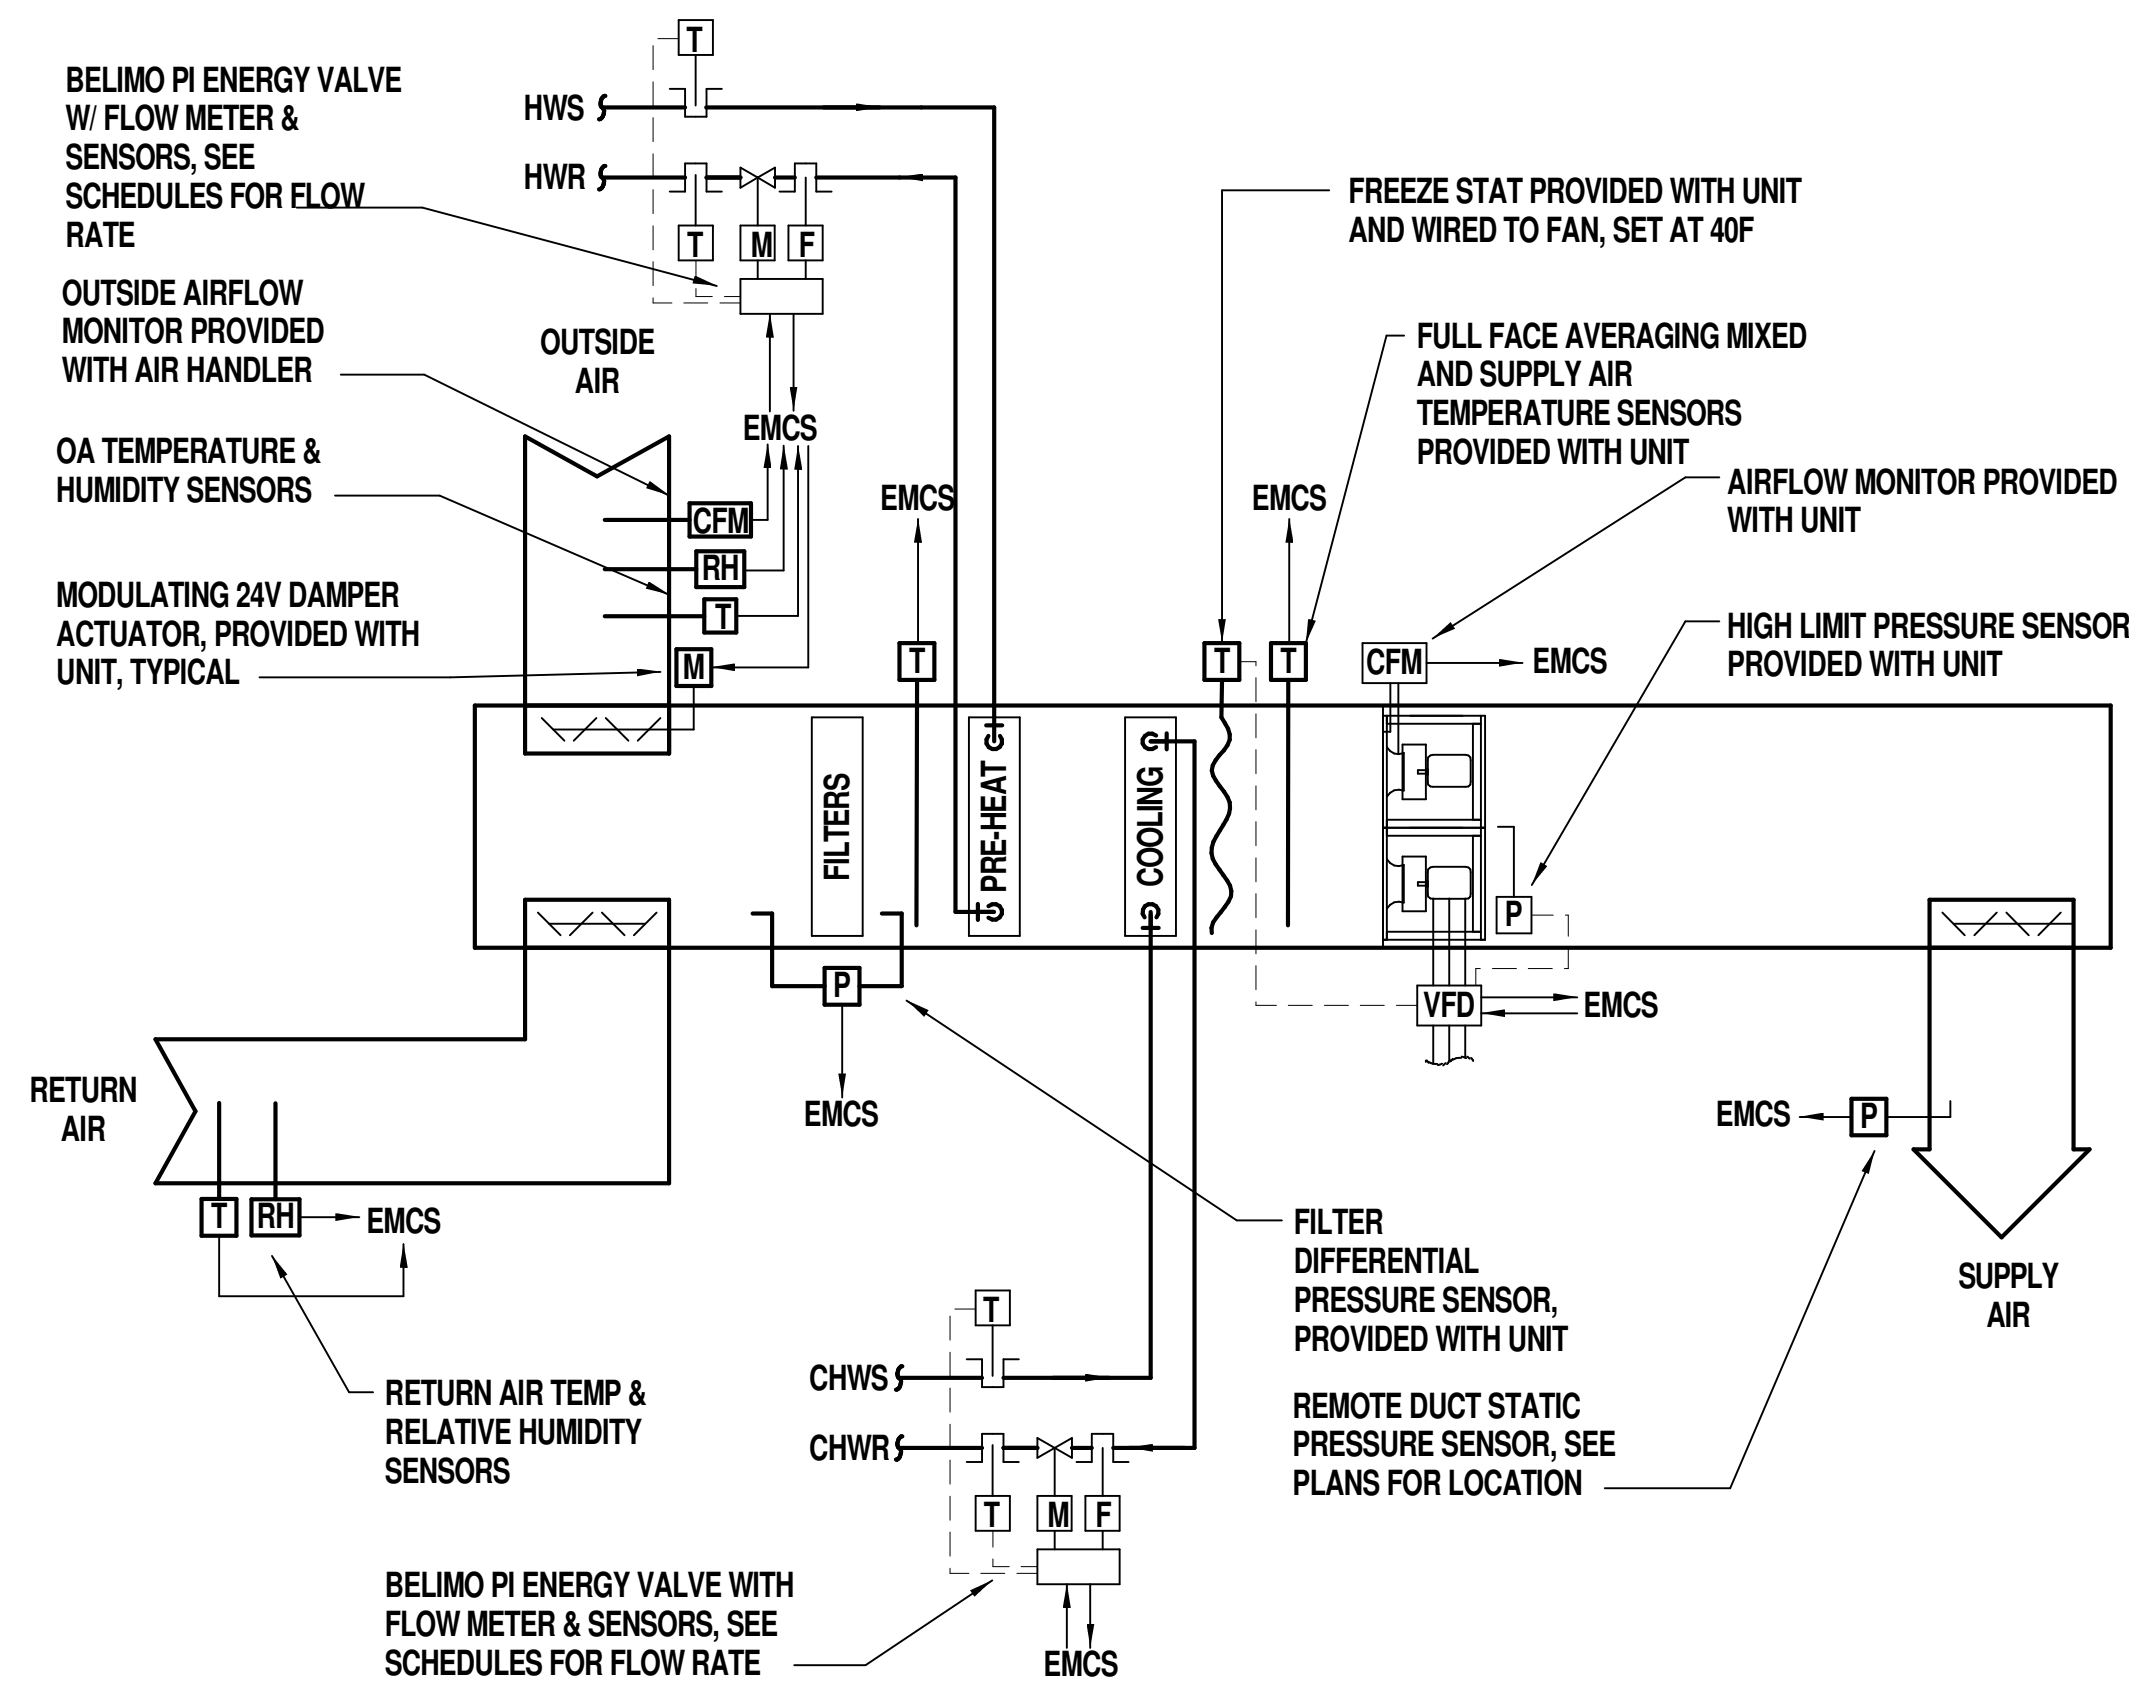 T
BELIMO PI ENERGY VALVE
W/ FLOW METER &
SENSORS, SEE
SCHEDULES FOR FLOW
RATE
HWS
HWR
T
M
F
OUTSIDE AIRFLOW
MONITOR PROVIDED
WITH AIR HANDLER
OUTSIDE
AIR
EMCS
OA TEMPERATURE &
HUMIDITY SENSORS
CFM
RH
T
MODULATING 24V DAMPER
ACTUATOR, PROVIDED WITH
UNIT, TYPICAL
M
EMCS
T
FREEZE STAT PROVIDED WITH UNIT
AND WIRED TO FAN, SET AT 40F
FULL FACE AVERAGING MIXED
AND SUPPLY AIR
TEMPERATURE SENSORS
PROVIDED WITH UNIT
EMCS
T
T
AIRFLOW MONITOR PROVIDED
WITH UNIT
CFM
EMCS
HIGH LIMIT PRESSURE SENSOR
PROVIDED WITH UNIT
FILTERS
PRE-HEAT
COOLING
P
P
EMCS
VFD
EMCS
RETURN
AIR
T
RH
EMCS
RETURN AIR TEMP &
RELATIVE HUMIDITY
SENSORS
EMCS
P
SUPPLY
AIR
FILTER
DIFFERENTIAL
PRESSURE SENSOR,
PROVIDED WITH UNIT
REMOTE DUCT STATIC
PRESSURE SENSOR, SEE
PLANS FOR LOCATION
T
CHWS
CHWR
T
M
F
BELIMO PI ENERGY VALVE WITH
FLOW METER & SENSORS, SEE
SCHEDULES FOR FLOW RATE
EMCS